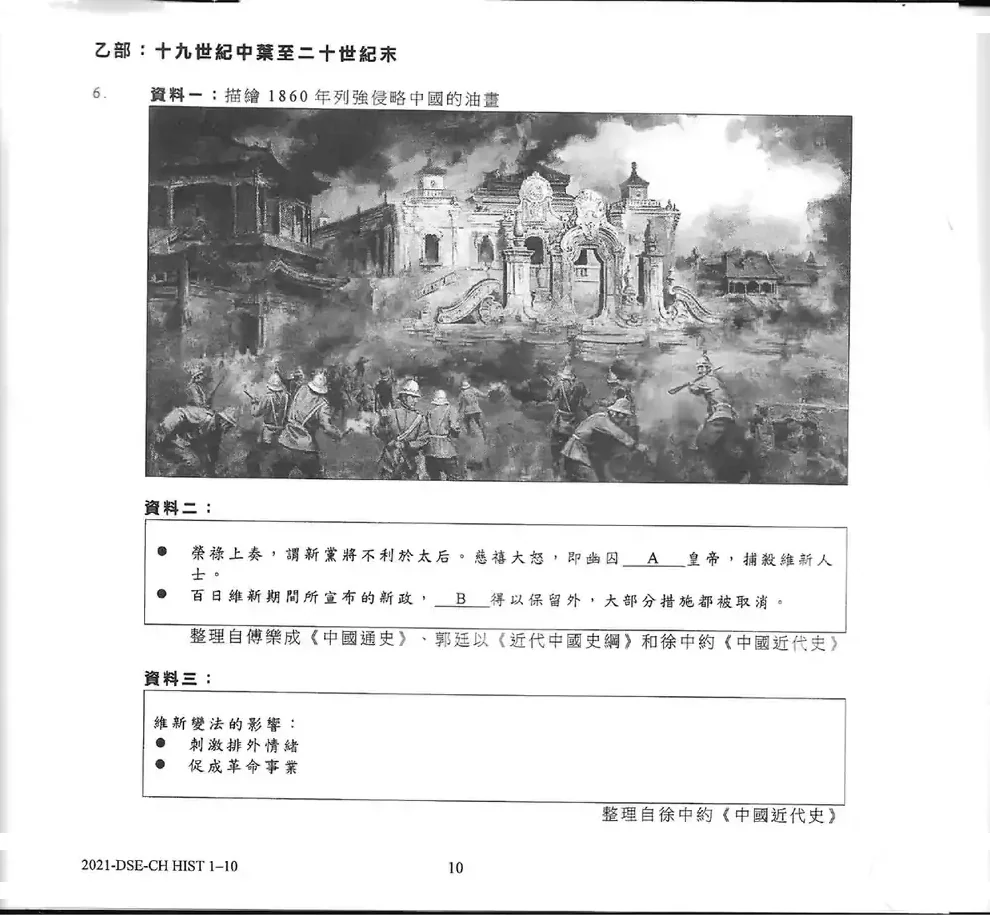 乙部：十九世紀中葉至二十世紀末
6. 資料一：描繪 1860 年列強侵略中國的油畫
資料二：
● 榮祿上奏，謂新黨將不利於太后。慈禧大怒，即幽囚 A 皇帝，捕殺維新人
士。
● 百日維新期間所宣布的新政， B 得以保留外，大部分措施都被取消。
整理自傅樂成《中國通史》、郭廷以《近代中國史綱》和徐中約《中國近代史》
資料三：
維新變法的影響：
● 刺激排外情緒
● 促成革命事業
整理自徐中約《中國近代史》
2021-DSE-CH HIST 1–10 10